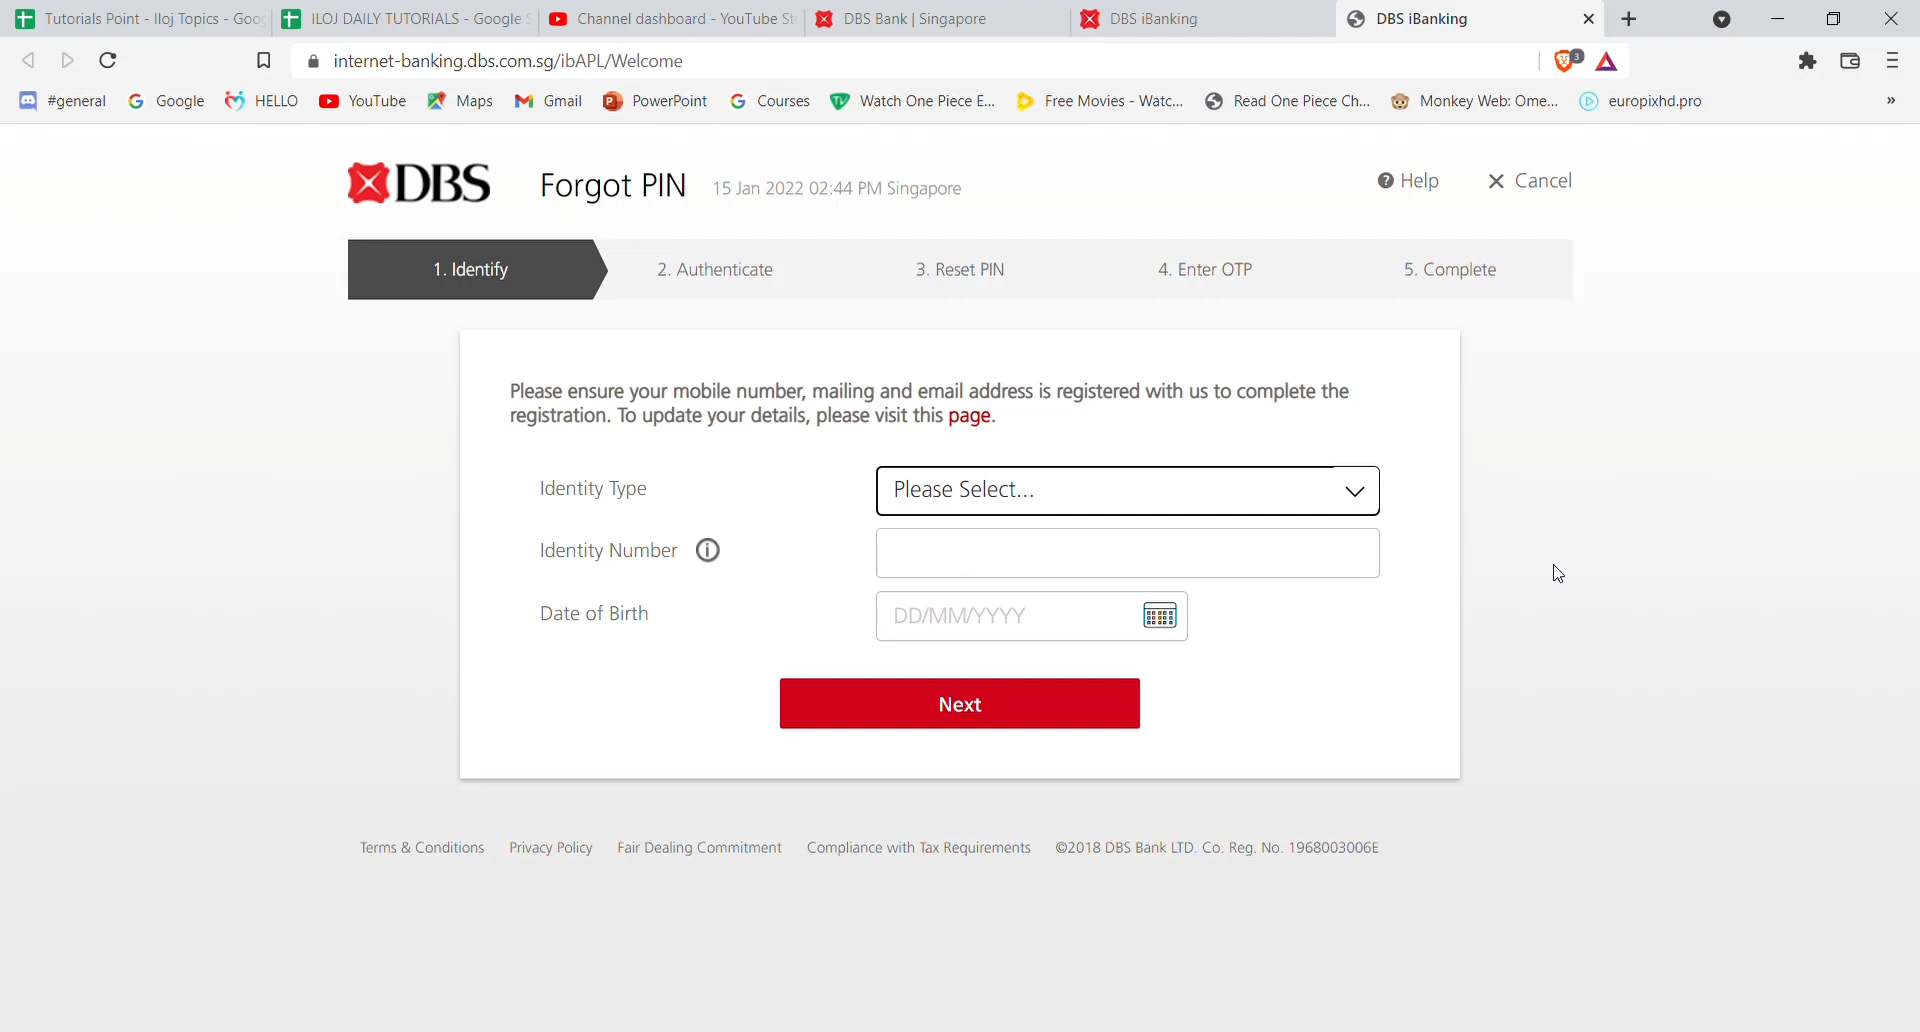 Tutorials Point - Iloj Topics - Goog
ILOJ DAILY TUTORIALS - Google S
Channel dashboard - YouTube Stu
DBS Bank | Singapore
DBS iBanking
DBS iBanking
internet-banking.dbs.com.sg/ibAPL/Welcome
3
#general
Google
HELLO
YouTube
Maps
Gmail
PowerPoint
Courses
Watch One Piece E...
Free Movies - Watc...
Read One Piece Ch...
Monkey Web: Ome...
europixhd.pro
»
DBS
Forgot PIN
15 Jan 2022 02:44 PM Singapore
Help
Cancel
1. Identify
2. Authenticate
3. Reset PIN
4. Enter OTP
5. Complete
Please ensure your mobile number, mailing and email address is registered with us to complete the
registration. To update your details, please visit this page.
Identity Type
Please Select...
Identity Number
Date of Birth
DD/MM/YYYY
Next
Terms & Conditions
Privacy Policy
Fair Dealing Commitment
Compliance with Tax Requirements
©2018 DBS Bank LTD. Co. Reg. No. 1968003006E